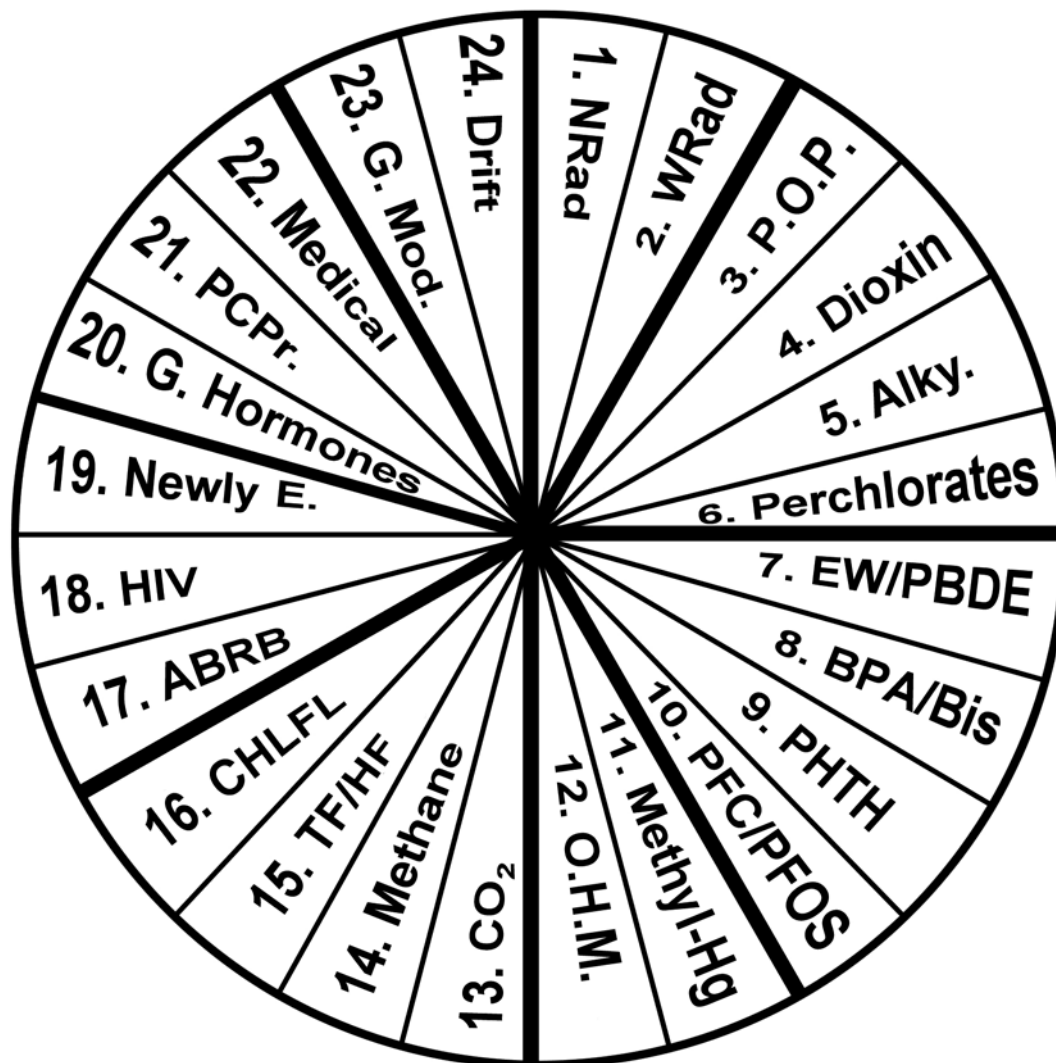 1. NRad
2. WRad
3. P.O.P.
4. Dioxin
5. Alky.
6. Perchlorates
7. EW/PBDE
8. BPA/Bis
9. PHTH
10. PFC/PFOS
11. Methyl-Hg
12. O.H.M.
13. CO₂
14. Methane
15. TF/HF
16. CHLFL
17. ABRB
18. HIV
19. Newly E.
20. G. Hormones
21. PCPr.
22. Medical
23. G. Mod.
24. Drift